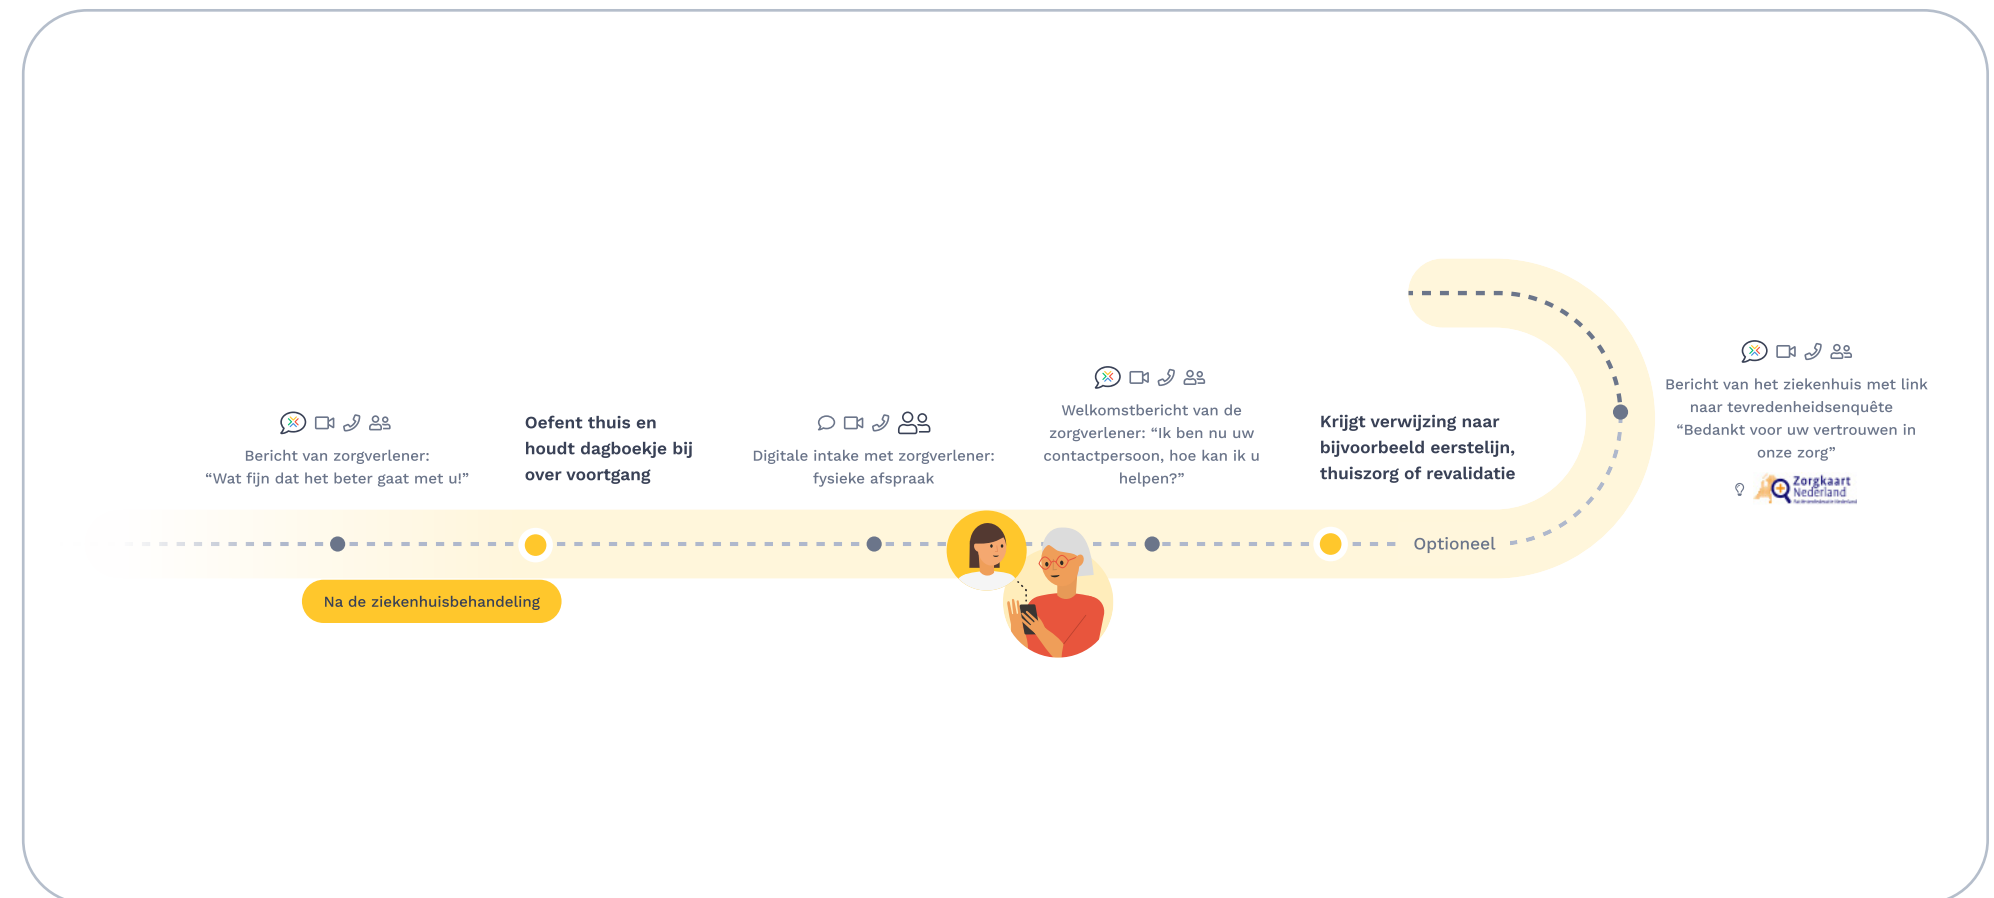 Bericht van zorgverlener:
“Wat fijn dat het beter gaat met u!”
Na de ziekenhuisbehandeling
Oefent thuis en
houdt dagboekje bij
over voortgang
Digitale intake met zorgverlener:
fysieke afspraak
Welkomstbericht van de
zorgverlener: “Ik ben nu uw
contactpersoon, hoe kan ik u
helpen?”
Krijgt verwijzing naar
bijvoorbeeld eerstelijn,
thuiszorg of revalidatie
Optioneel
Bericht van het ziekenhuis met link
naar tevredenheidsenquête
“Bedankt voor uw vertrouwen in
onze zorg”
Zorgkaart
Nederland